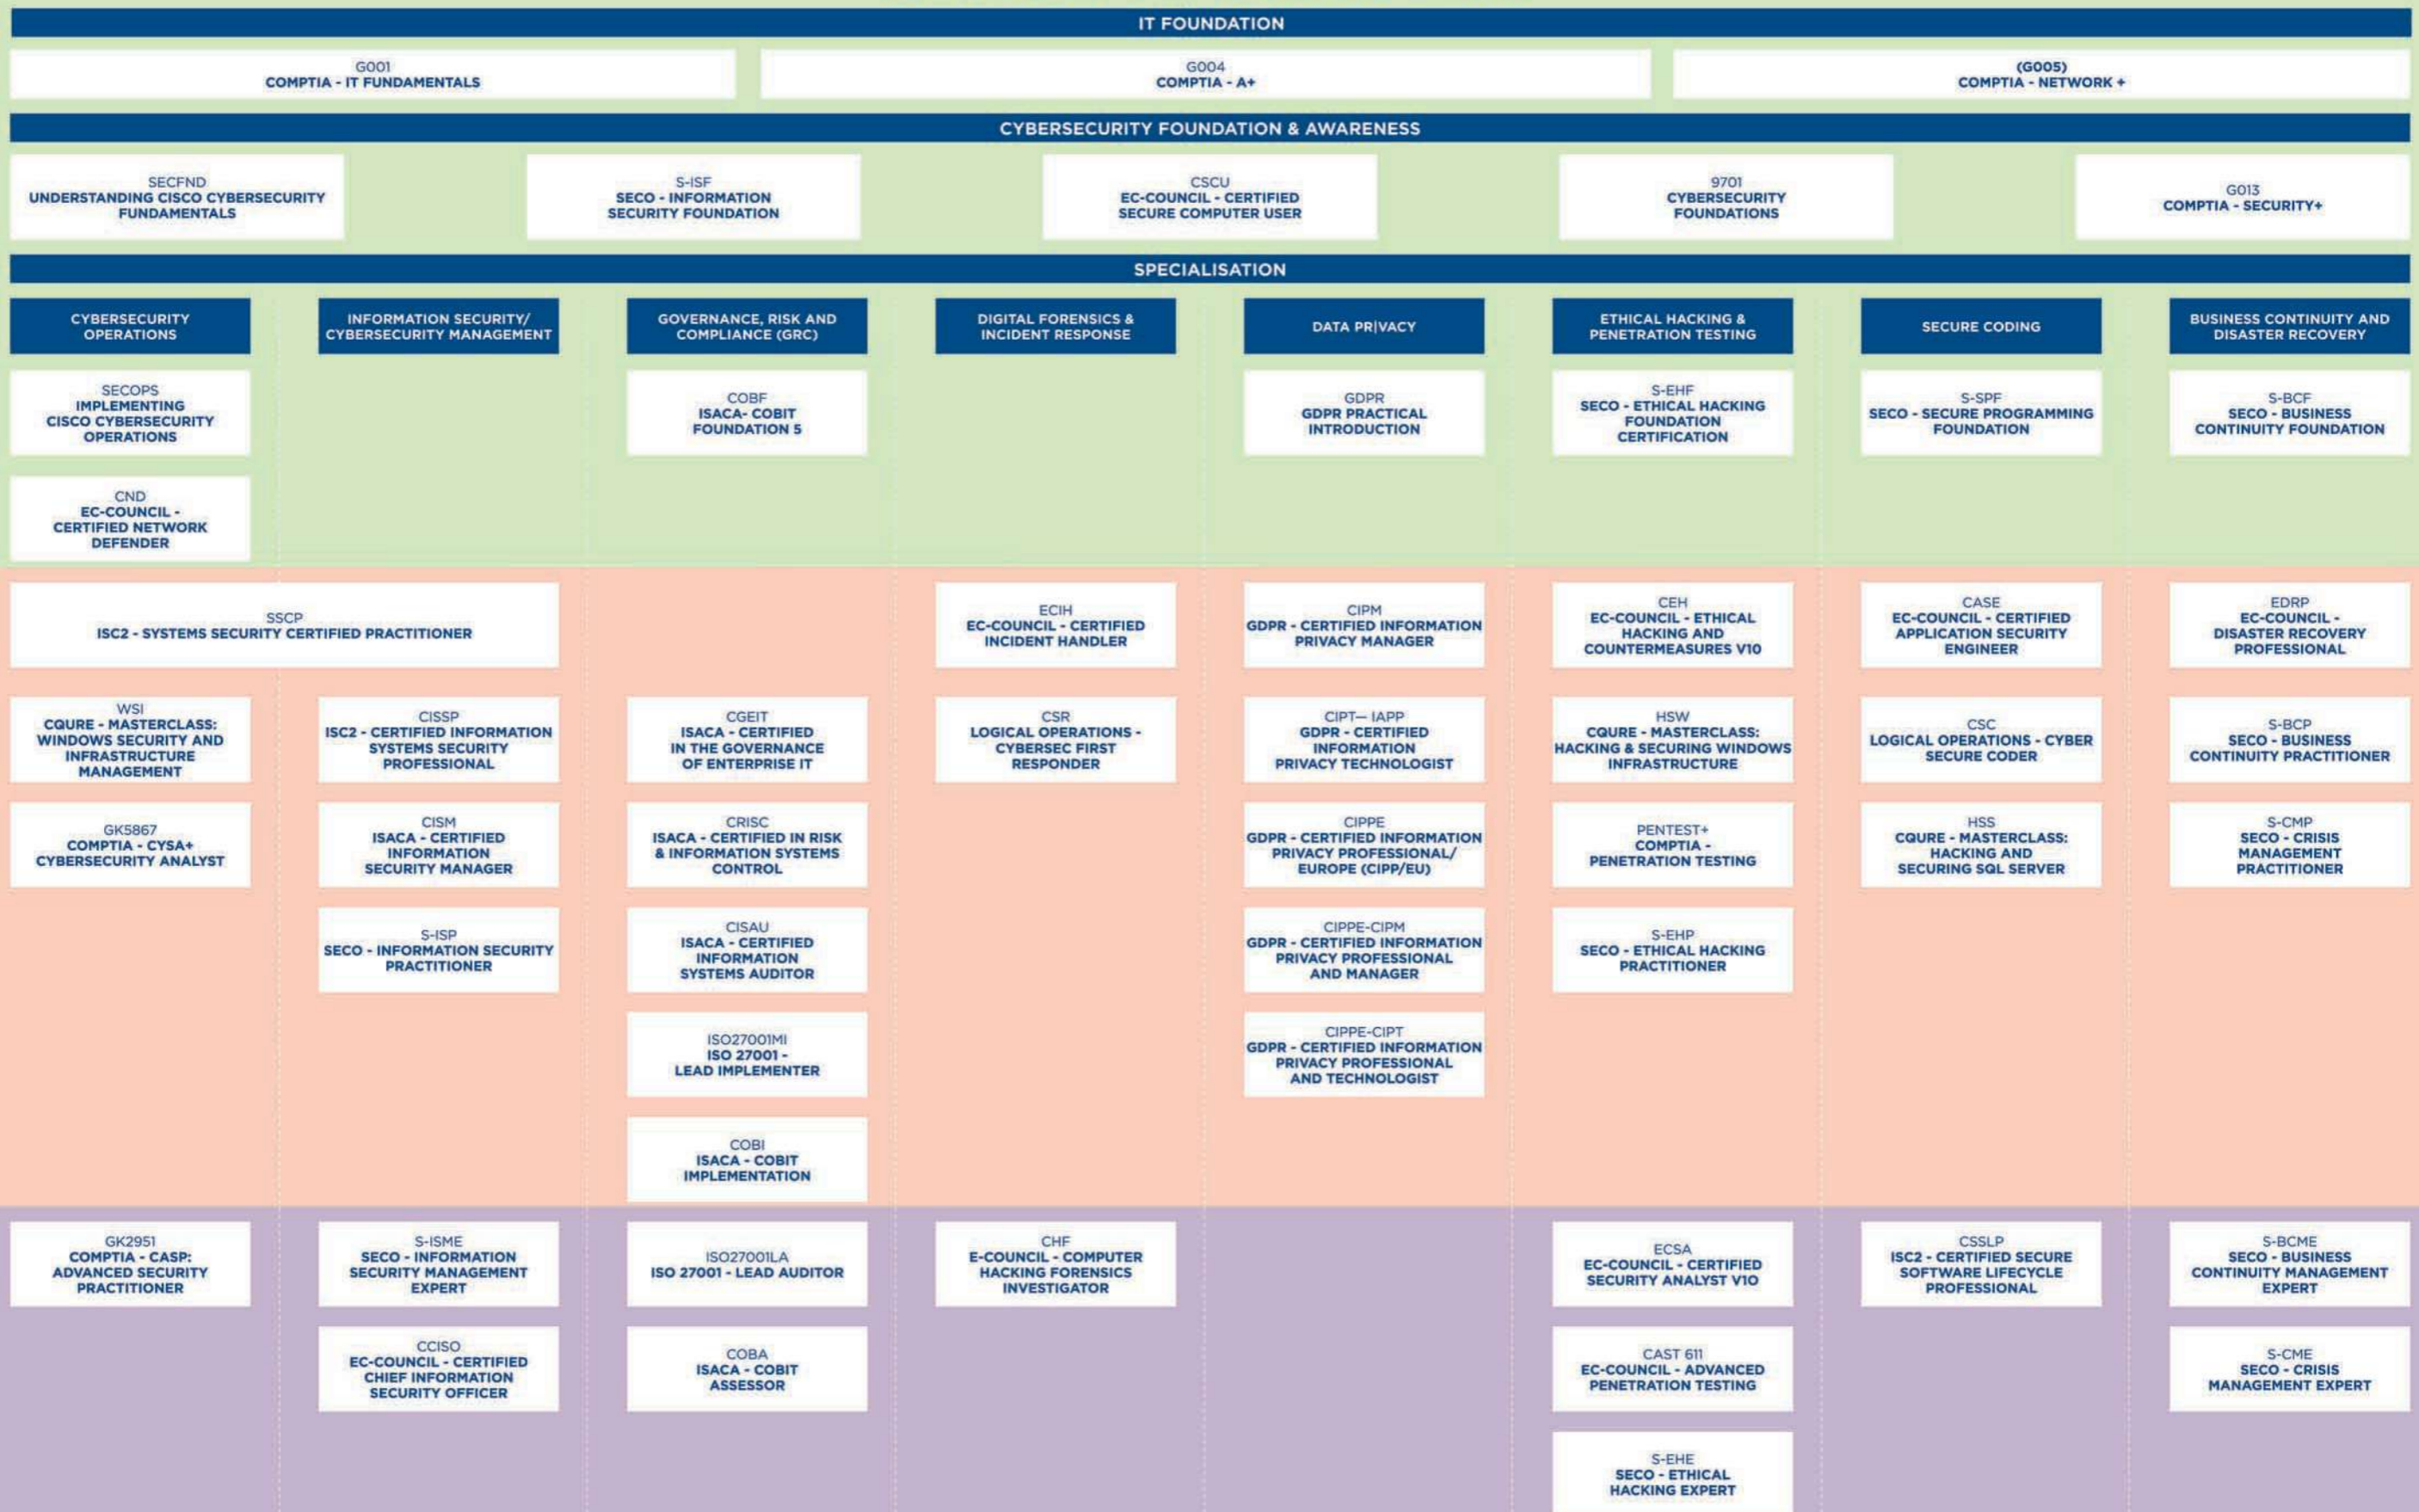 IT FOUNDATION
G001
COMPTIA - IT FUNDAMENTALS
G004
COMPTIA - A+
(G005)
COMPTIA - NETWORK +
CYBERSECURITY FOUNDATION & AWARENESS
SECFND
UNDERSTANDING CISCO CYBERSECURITY
FUNDAMENTALS
S-ISF
SECO - INFORMATION
SECURITY FOUNDATION
CSCU
EC-COUNCIL - CERTIFIED
SECURE COMPUTER USER
9701
CYBERSECURITY
FOUNDATIONS
G013
COMPTIA - SECURITY+
SPECIALISATION
CYBERSECURITY
OPERATIONS
INFORMATION SECURITY/
CYBERSECURITY MANAGEMENT
GOVERNANCE, RISK AND
COMPLIANCE (GRC)
DIGITAL FORENSICS &
INCIDENT RESPONSE
DATA PR|VACY
ETHICAL HACKING &
PENETRATION TESTING
SECURE CODING
BUSINESS CONTINUITY AND
DISASTER RECOVERY
SECOPS
IMPLEMENTING
CISCO CYBERSECURITY
OPERATIONS
COBF
ISACA- COBIT
FOUNDATION 5
GDPR
GDPR PRACTICAL
INTRODUCTION
S-EHF
SECO - ETHICAL HACKING
FOUNDATION
CERTIFICATION
S-SPF
SECO - SECURE PROGRAMMING
FOUNDATION
S-BCF
SECO - BUSINESS
CONTINUITY FOUNDATION
CND
EC-COUNCIL -
CERTIFIED NETWORK
DEFENDER
SSCP
ISC2 - SYSTEMS SECURITY CERTIFIED PRACTITIONER
ECIH
EC-COUNCIL - CERTIFIED
INCIDENT HANDLER
CIPM
GDPR - CERTIFIED INFORMATION
PRIVACY MANAGER
CEH
EC-COUNCIL - ETHICAL
HACKING AND
COUNTERMEASURES V10
CASE
EC-COUNCIL - CERTIFIED
APPLICATION SECURITY
ENGINEER
EDRP
EC-COUNCIL -
DISASTER RECOVERY
PROFESSIONAL
WSI
CQURE - MASTERCLASS:
WINDOWS SECURITY AND
INFRASTRUCTURE
MANAGEMENT
CISSP
ISC2 - CERTIFIED INFORMATION
SYSTEMS SECURITY
PROFESSIONAL
CGEIT
ISACA - CERTIFIED
IN THE GOVERNANCE
OF ENTERPRISE IT
CSR
LOGICAL OPERATIONS -
CYBERSEC FIRST
RESPONDER
CIPT— IAPP
GDPR - CERTIFIED
INFORMATION
PRIVACY TECHNOLOGIST
HSW
CQURE - MASTERCLASS:
HACKING & SECURING WINDOWS
INFRASTRUCTURE
CSC
LOGICAL OPERATIONS - CYBER
SECURE CODER
S-BCP
SECO - BUSINESS
CONTINUITY PRACTITIONER
GK5867
COMPTIA - CYSA+
CYBERSECURITY ANALYST
CISM
ISACA - CERTIFIED
INFORMATION
SECURITY MANAGER
CRISC
ISACA - CERTIFIED IN RISK
& INFORMATION SYSTEMS
CONTROL
CIPPE
GDPR - CERTIFIED INFORMATION
PRIVACY PROFESSIONAL/
EUROPE (CIPP/EU)
PENTEST+
COMPTIA -
PENETRATION TESTING
HSS
CQURE - MASTERCLASS:
HACKING AND
SECURING SQL SERVER
S-CMP
SECO - CRISIS
MANAGEMENT
PRACTITIONER
S-ISP
SECO - INFORMATION SECURITY
PRACTITIONER
CISAU
ISACA - CERTIFIED
INFORMATION
SYSTEMS AUDITOR
CIPPE-CIPM
GDPR - CERTIFIED INFORMATION
PRIVACY PROFESSIONAL
AND MANAGER
S-EHP
SECO - ETHICAL HACKING
PRACTITIONER
ISO27001MI
ISO 27001 -
LEAD IMPLEMENTER
CIPPE-CIPT
GDPR - CERTIFIED INFORMATION
PRIVACY PROFESSIONAL
AND TECHNOLOGIST
COBI
ISACA - COBIT
IMPLEMENTATION
GK2951
COMPTIA - CASP:
ADVANCED SECURITY
PRACTITIONER
S-ISME
SECO - INFORMATION
SECURITY MANAGEMENT
EXPERT
ISO27001LA
ISO 27001 - LEAD AUDITOR
CHF
E-COUNCIL - COMPUTER
HACKING FORENSICS
INVESTIGATOR
ECSA
EC-COUNCIL - CERTIFIED
SECURITY ANALYST V10
CSSLP
ISC2 - CERTIFIED SECURE
SOFTWARE LIFECYCLE
PROFESSIONAL
S-BCME
SECO - BUSINESS
CONTINUITY MANAGEMENT
EXPERT
CCISO
EC-COUNCIL - CERTIFIED
CHIEF INFORMATION
SECURITY OFFICER
COBA
ISACA - COBIT
ASSESSOR
CAST 611
EC-COUNCIL - ADVANCED
PENETRATION TESTING
S-CME
SECO - CRISIS
MANAGEMENT EXPERT
S-EHE
SECO - ETHICAL
HACKING EXPERT